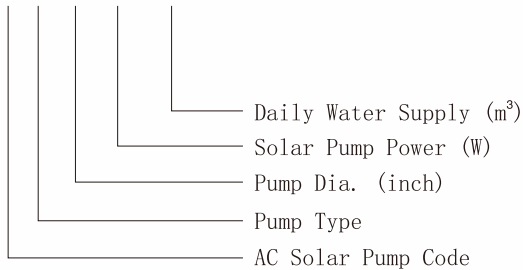 Daily Water Supply (m³)
Solar Pump Power (W)
Pump Dia. (inch)
Pump Type
AC Solar Pump Code